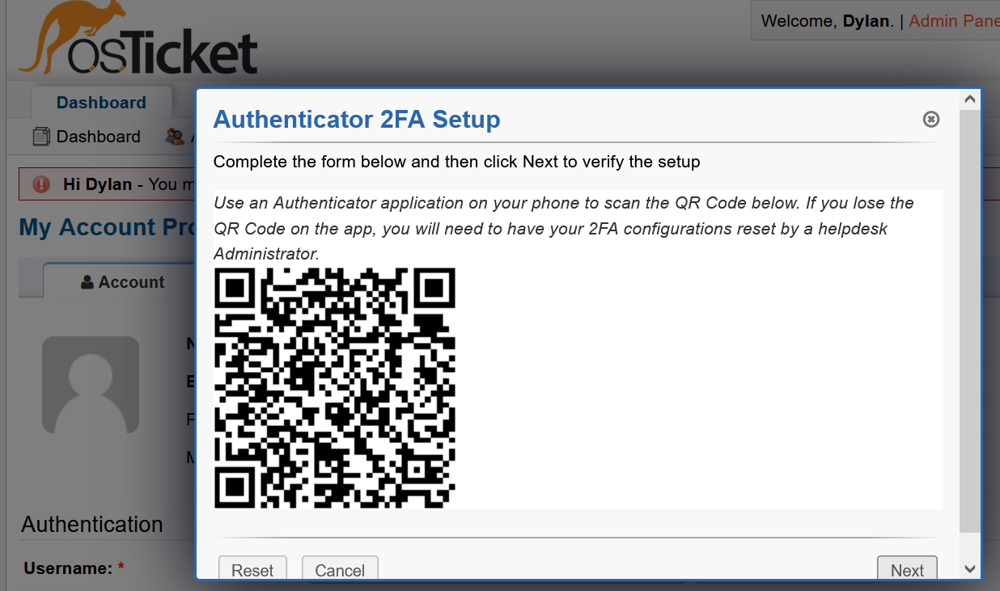 osTicket
Welcome, Dylan. | Admin Pane
Dashboard
Dashboard
Hi Dylan - You m
My Account Pro
Account
Authentication
Username: *
Authenticator 2FA Setup
Complete the form below and then click Next to verify the setup
Use an Authenticator application on your phone to scan the QR Code below. If you lose the
QR Code on the app, you will need to have your 2FA configurations reset by a helpdesk
Administrator.
Reset Cancel Next